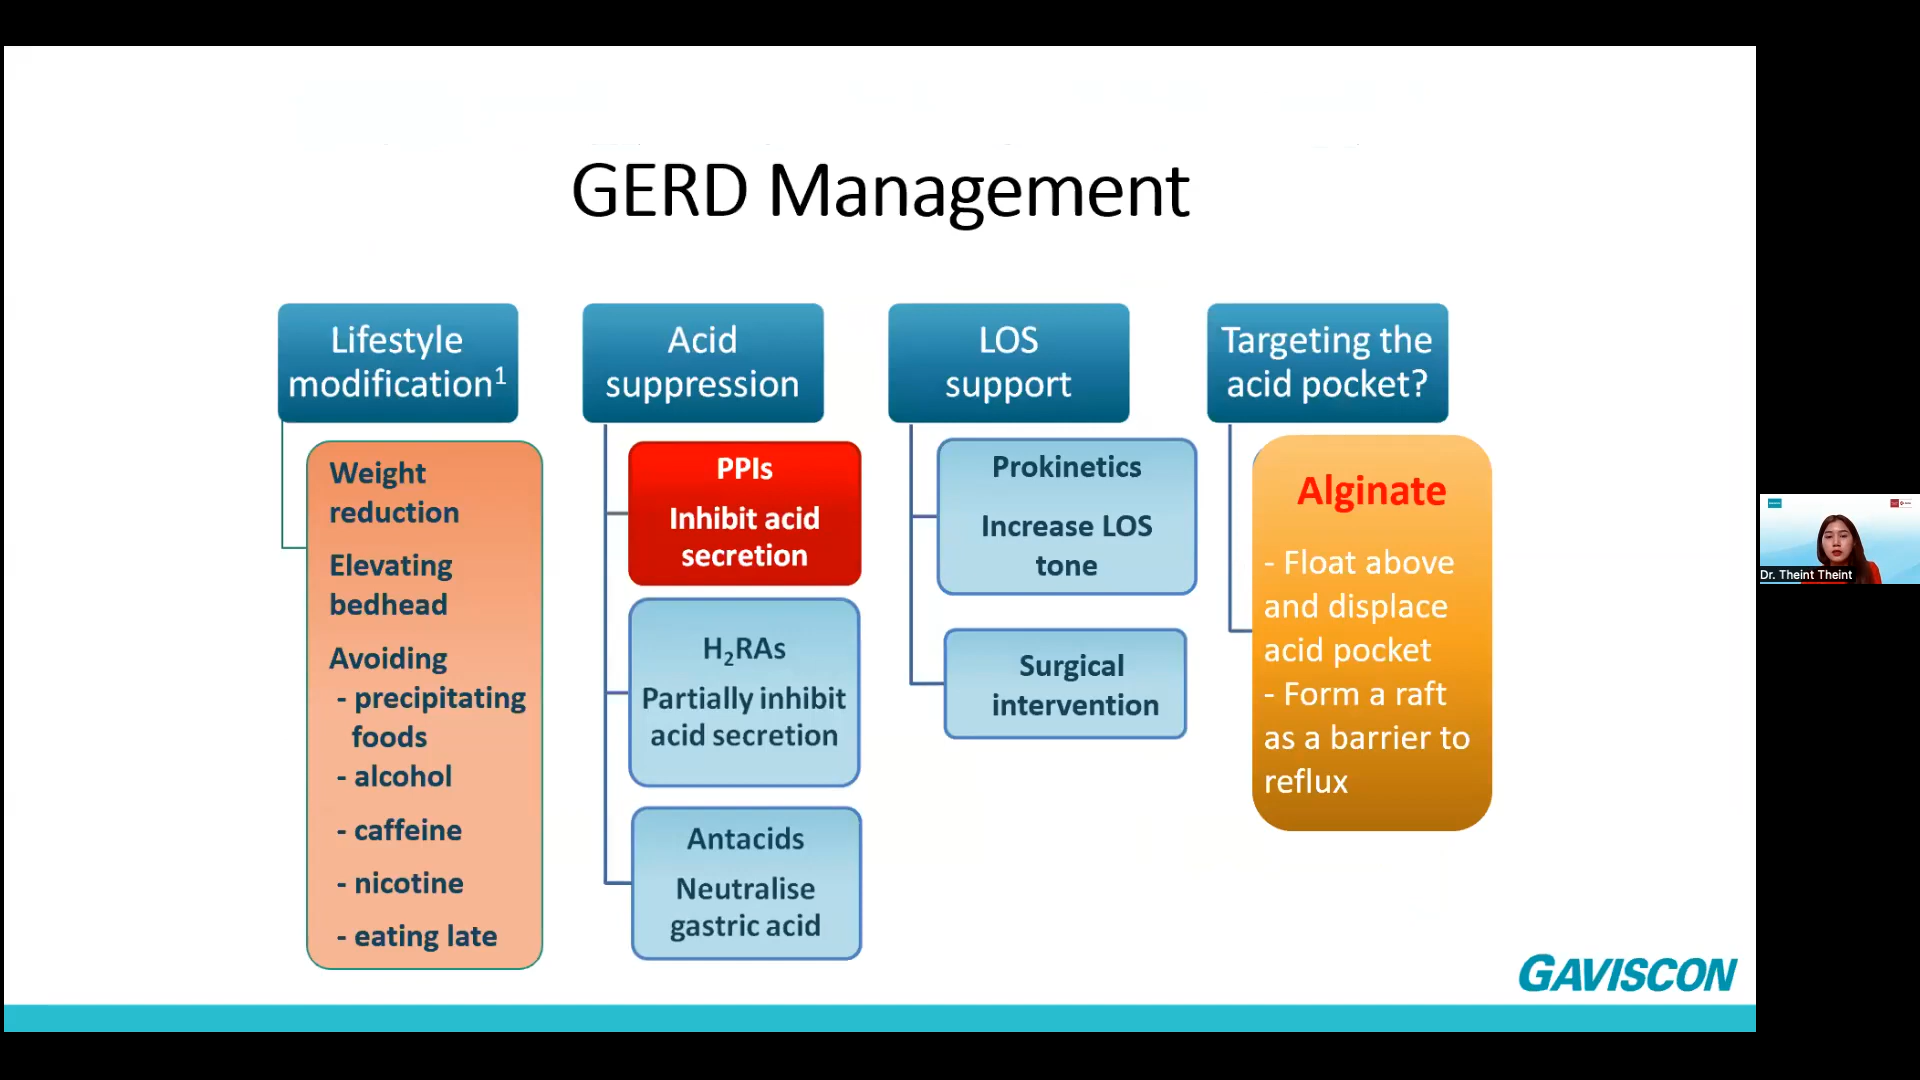 GERD Management
Lifestyle
modification¹
Weight
reduction
Elevating
bedhead
Avoiding
- precipitating
foods
- alcohol
- caffeine
- nicotine
- eating late
Acid
suppression
PPIs
Inhibit acid
secretion
H₂RAs
Partially inhibit
acid secretion
Antacids
Neutralise
gastric acid
LOS
support
Prokinetics
Increase LOS
tone
Surgical
intervention
Targeting the
acid pocket?
Alginate
- Float above
and displace
acid pocket
- Form a raft
as a barrier to
reflux
GAVISCON
Dr. Theint Theint